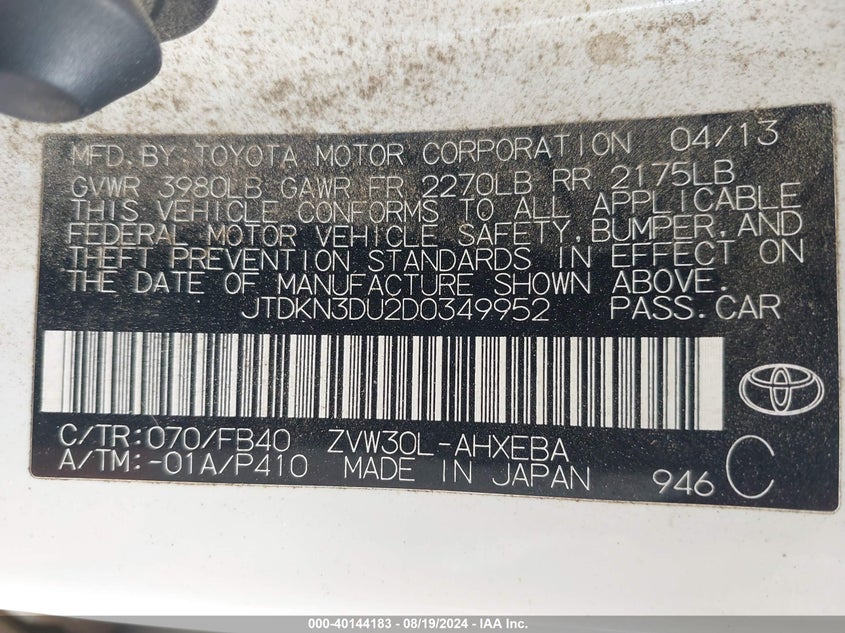 MFD. BY: TOYOTA MOTOR CORPORATION 04/13
GVWR 3980LB GAWR FR 2270LB RR 2175LB
THIS VEHICLE CONFORMS TO ALL APPLICABLE
FEDERAL MOTOR VEHICLE SAFETY, BUMPER, AND
THEFT PREVENTION STANDARDS IN EFFECT ON
THE DATE OF MANUFACTURE SHOWN ABOVE.
JTDKN3DU2D0349952 PASS. CAR
C/TR: 070/FB40 ZVW30L-AHXEBA
A/TM: -01A/P410 MADE IN JAPAN 946 C
000-40144183 - 08/19/2024 - IAA Inc.